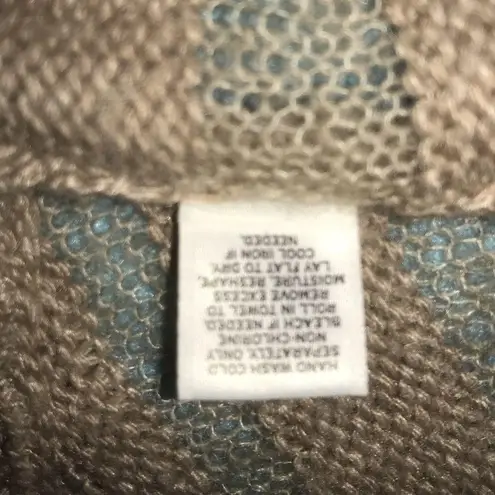 HAND WASH COLD
SEPARATELY. ONLY
NON-CHLORINE
BLEACH IF NEEDED.
ROLL IN TOWEL TO
REMOVE EXCESS
MOISTURE, RESHAPE,
LAY FLAT TO DRY.
COOL IRON IF
NEEDED.